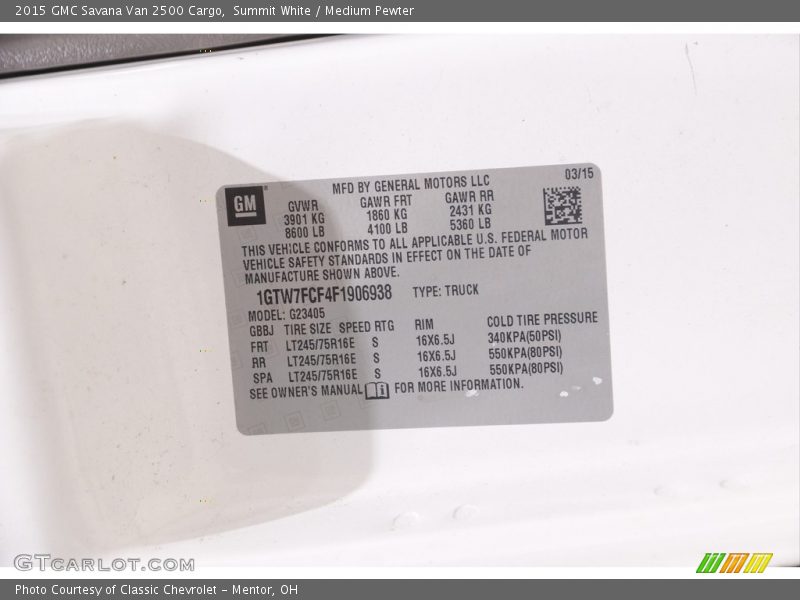 2015 GMC Savana Van 2500 Cargo, Summit White / Medium Pewter
GM
MFD BY GENERAL MOTORS LLC 03/15
GVWR GAWR FRT GAWR RR
3901 KG 1860 KG 2431 KG
8600 LB 4100 LB 5360 LB
THIS VEHICLE CONFORMS TO ALL APPLICABLE U.S. FEDERAL MOTOR
VEHICLE SAFETY STANDARDS IN EFFECT ON THE DATE OF
MANUFACTURE SHOWN ABOVE.
1GTW7FCF4F1906938 TYPE: TRUCK
MODEL: G23405
GBBJ TIRE SIZE SPEED RTG RIM COLD TIRE PRESSURE
FRT LT245/75R16E S 16X6.5J 340KPA(50PSI)
RR LT245/75R16E S 16X6.5J 550KPA(80PSI)
SPA LT245/75R16E S 16X6.5J 550KPA(80PSI)
SEE OWNER'S MANUAL FOR MORE INFORMATION.
GTCARLOT.COM
Photo Courtesy of Classic Chevrolet - Mentor, OH